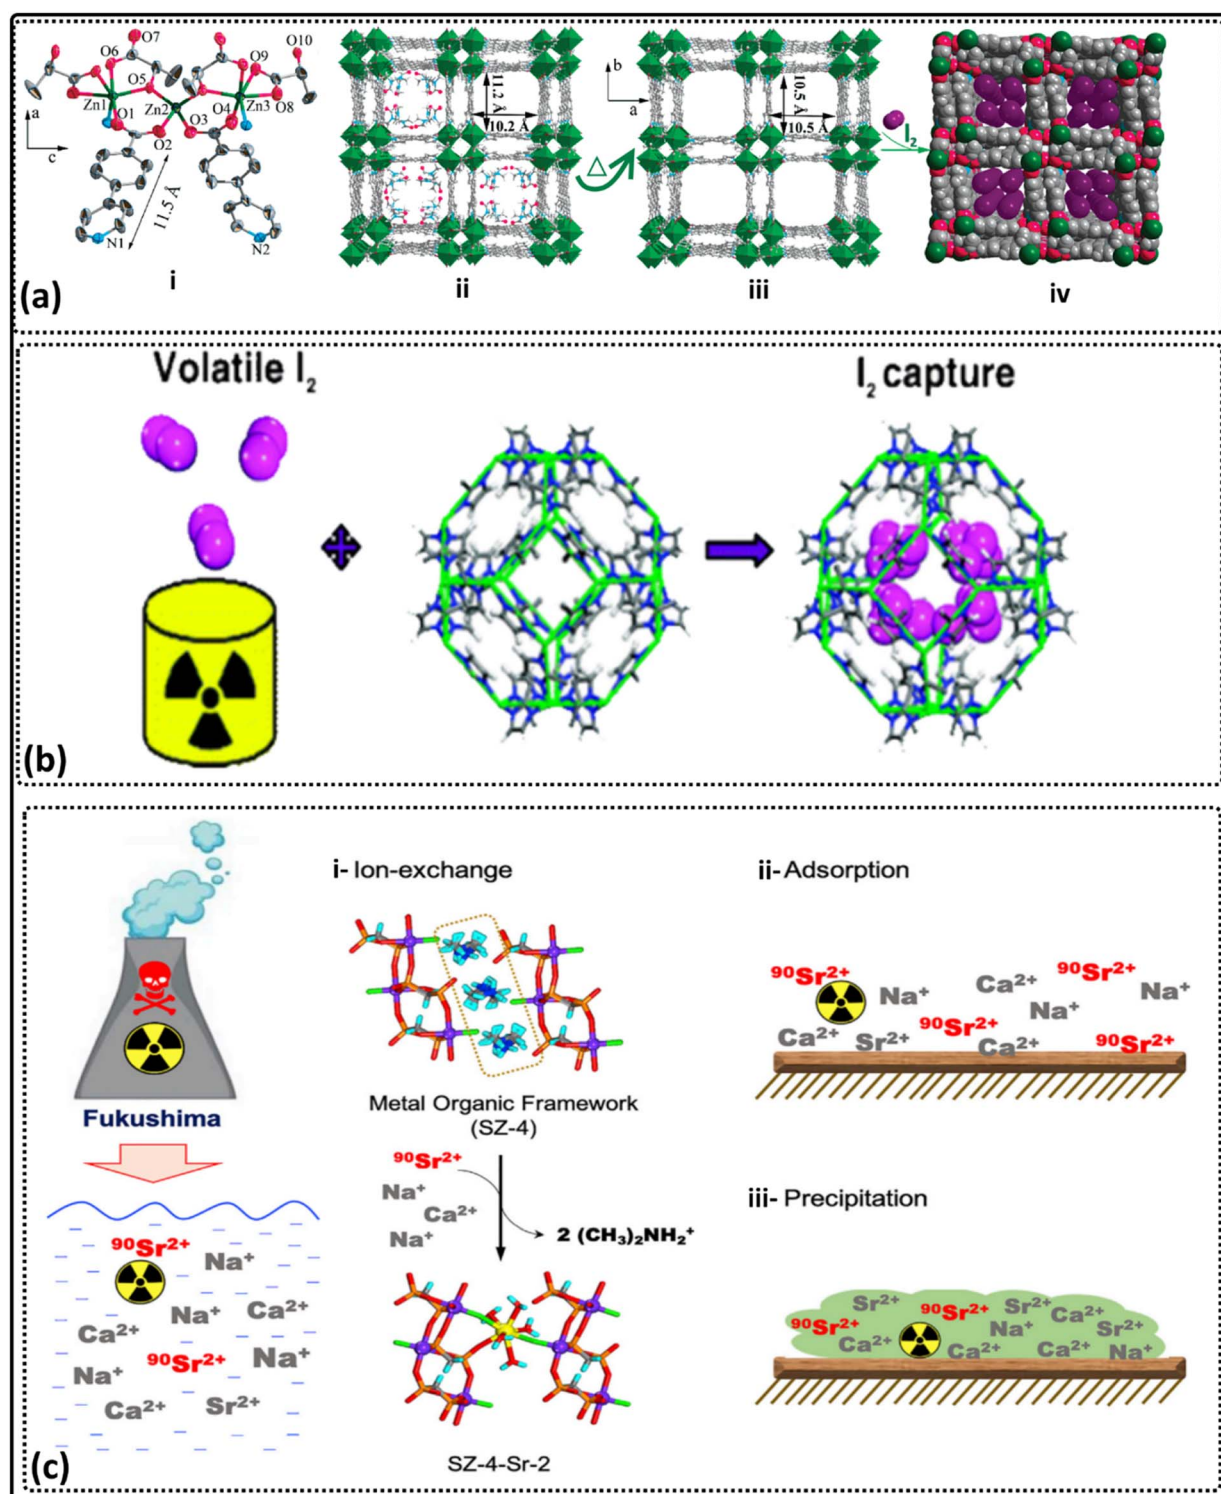 O7
O6
O10
O9
O5
Zn1
Zn2
O4
Zn3
O8
O1
O3
O2
a
c
11.5 Å
N1
N2
i
11.2 Å
10.2 Å
ii
△
b
a
10.5 Å
10.5 Å
iii
I₂
iv
(a)
Volatile I₂
I₂ capture
(b)
Fukushima
⁹⁰Sr²⁺
Na⁺
Na⁺
Ca²⁺
Ca²⁺
⁹⁰Sr²⁺
Na⁺
Na⁺
Ca²⁺
Sr²⁺
i- Ion-exchange
Metal Organic Framework
(SZ-4)
⁹⁰Sr²⁺
Na⁺
Ca²⁺
Na⁺
2 (CH₃)₂NH₂⁺
SZ-4-Sr-2
ii- Adsorption
⁹⁰Sr²⁺
Na⁺
Ca²⁺
⁹⁰Sr²⁺
Na⁺
Na⁺
Ca²⁺
Sr²⁺
⁹⁰Sr²⁺
Ca²⁺
⁹⁰Sr²⁺
iii- Precipitation
Sr²⁺
⁹⁰Sr²⁺
Sr²⁺
Ca²⁺
⁹⁰Sr²⁺
Na⁺
Sr²⁺
Ca²⁺
Ca²⁺
Ca²⁺
Na⁺
(c)